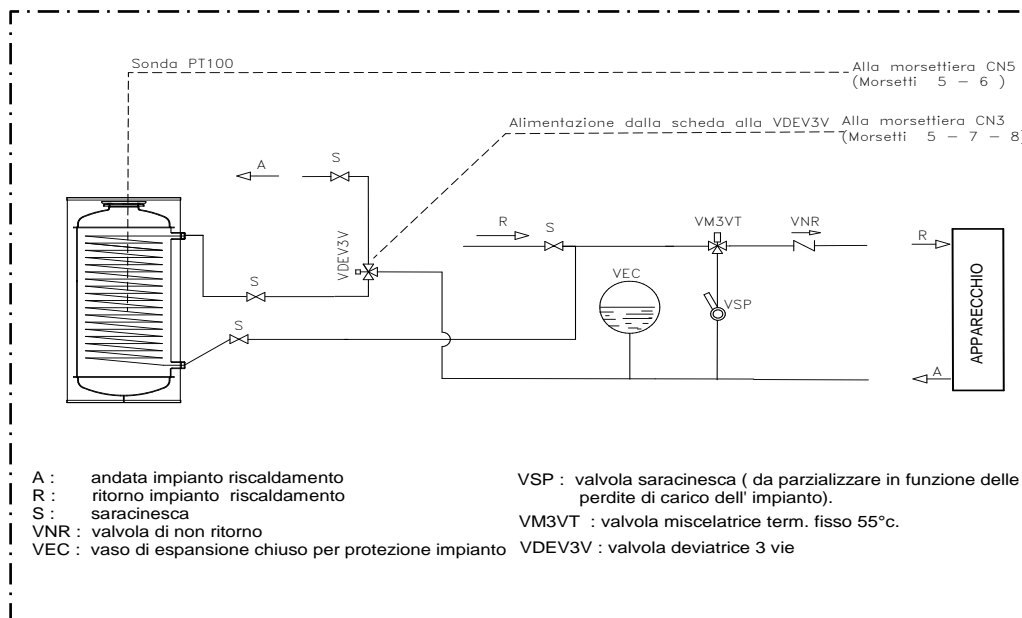 Sonda PT100
Alla morsettiera CN5
(Morsetti 5 - 6 )
Alimentazione dalla scheda alla VDEV3V
Alla morsettiera CN3
(Morsetti 5 - 7 - 8)
A
S
R
S
VM3VT
VNR
R
VDEV3V
S
VEC
VSP
S
APPARECCHIO
A
A : andata impianto riscaldamento
R : ritorno impianto riscaldamento
S : saracinesca
VNR : valvola di non ritorno
VEC : vaso di espansione chiuso per protezione impianto
VSP : valvola saracinesca ( da parzializzare in funzione delle
perdite di carico dell' impianto).
VM3VT : valvola miscelatrice term. fisso 55°c.
VDEV3V : valvola deviatrice 3 vie